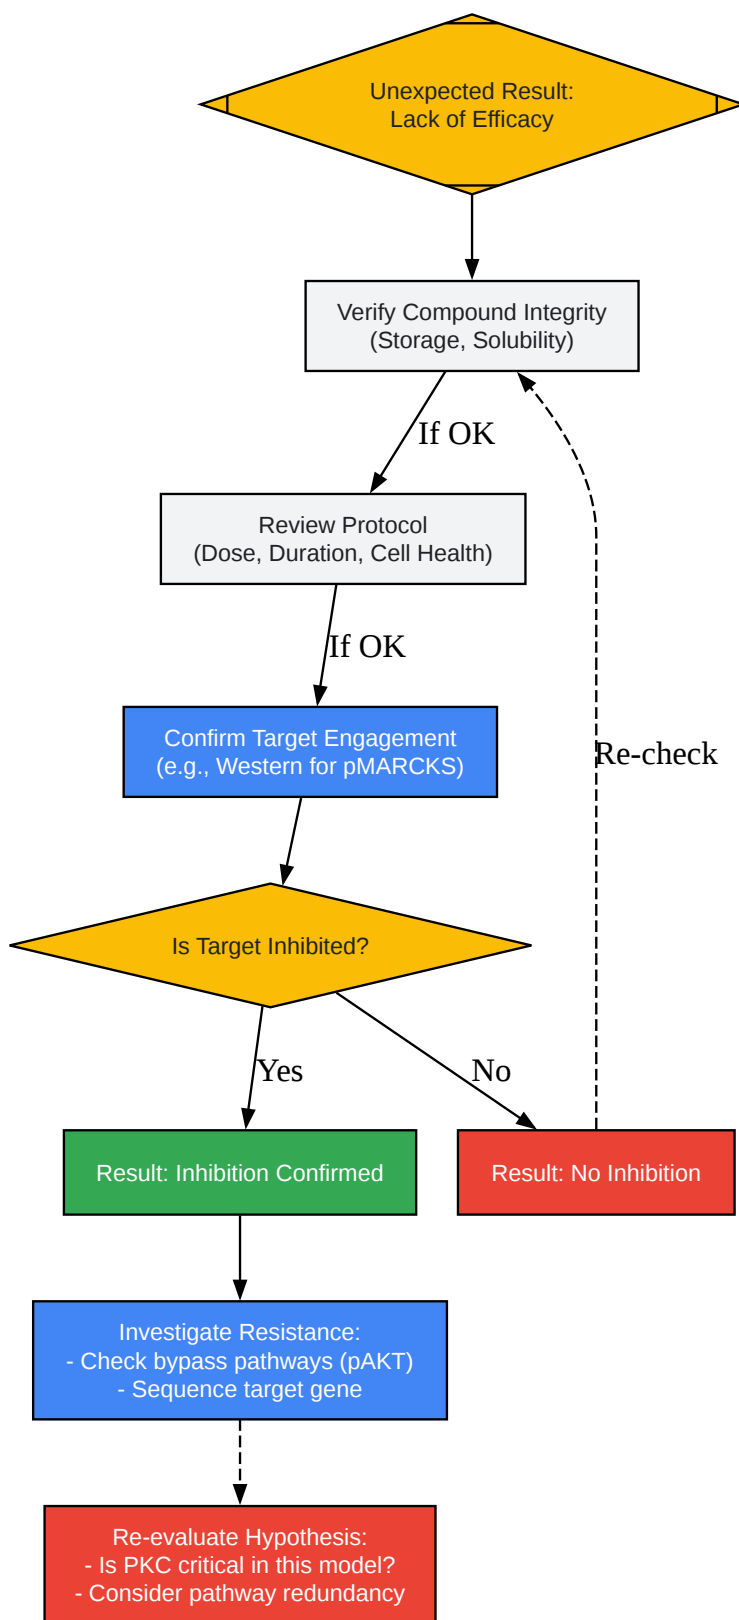 Unexpected Result:
Lack of Efficacy
Verify Compound Integrity
(Storage, Solubility)
If OK
Review Protocol
(Dose, Duration, Cell Health)
If OK
Confirm Target Engagement
(e.g., Western for pMARCKS)
Re-check
Is Target Inhibited?
Yes
No
Result: Inhibition Confirmed
Result: No Inhibition
Investigate Resistance:
- Check bypass pathways (pAKT)
- Sequence target gene
Re-evaluate Hypothesis:
- Is PKC critical in this model?
- Consider pathway redundancy